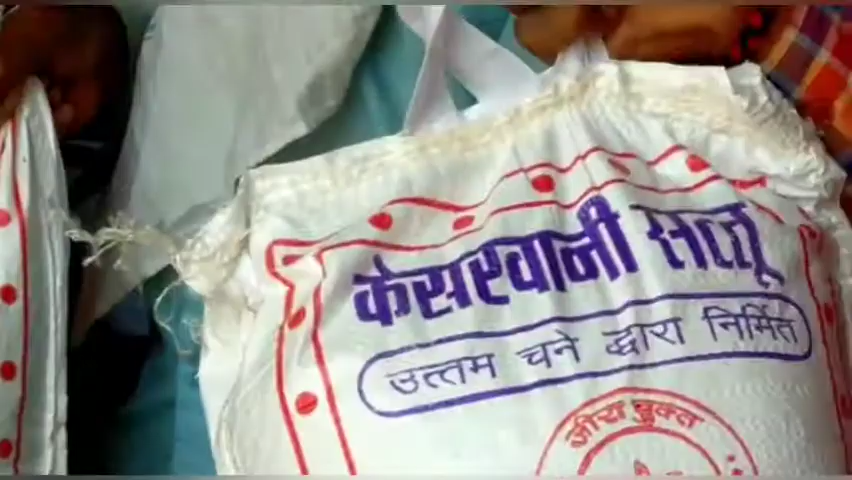 केसरवानी सत्तू
उत्तम चने द्धारा निर्मित
जीरा युक्त